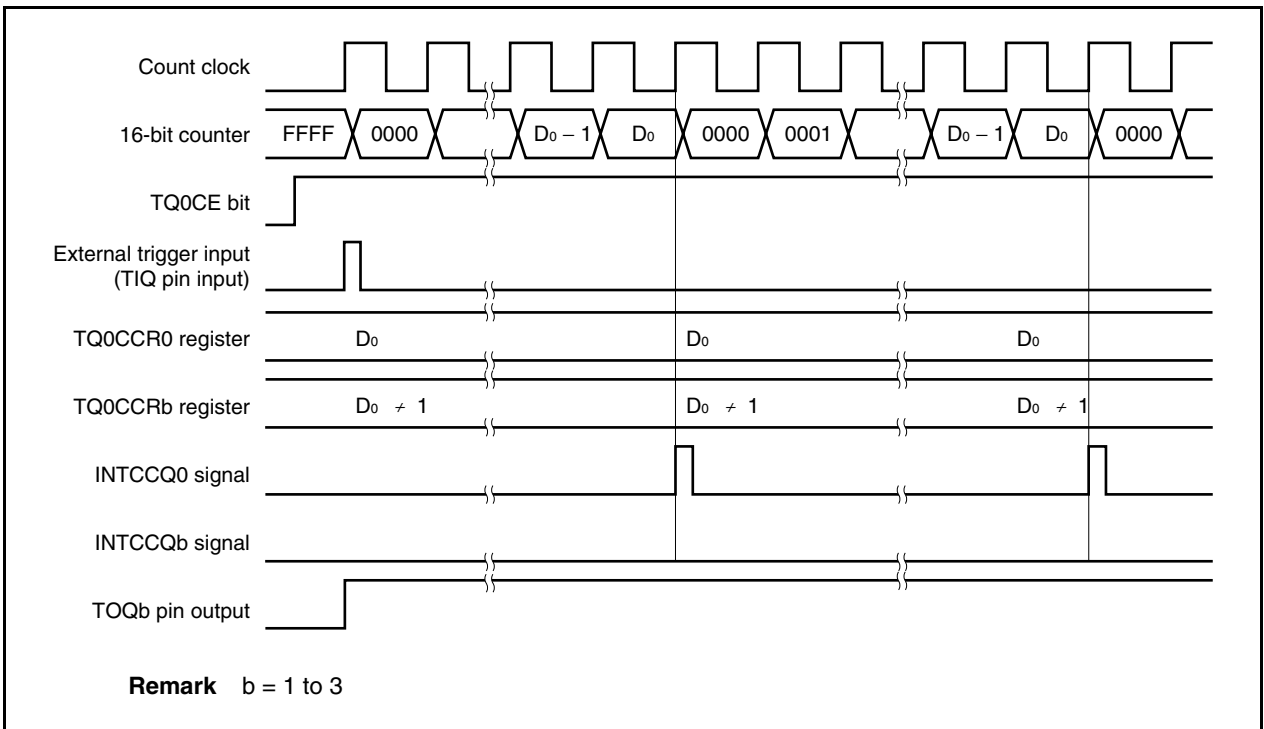 Count clock
16-bit counter FFFF 0000 D₀ − 1 D₀ 0000 0001 D₀ − 1 D₀ 0000
TQ0CE bit
External trigger input
(TIQ pin input)
TQ0CCR0 register D₀ D₀ D₀
TQ0CCRb register D₀ ≠ 1 D₀ ≠ 1 D₀ ≠ 1
INTCCQ0 signal
INTCCQb signal
TOQb pin output
Remark b = 1 to 3